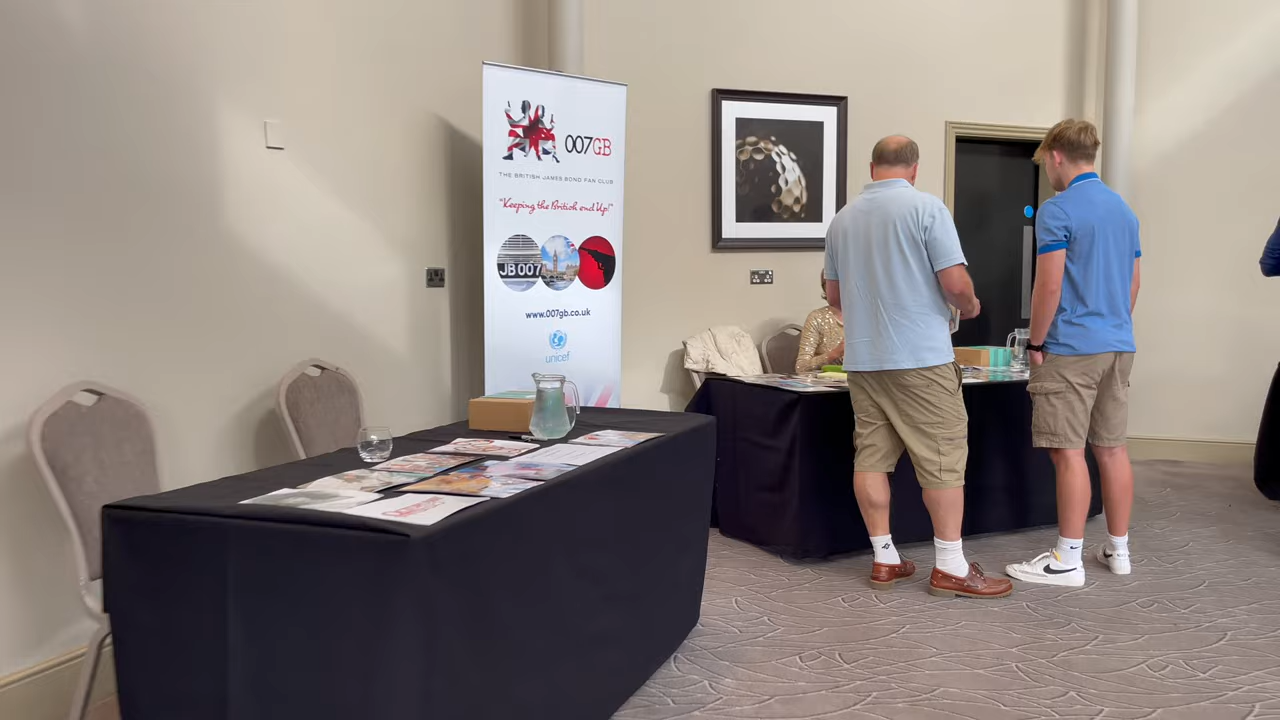 007GB
THE BRITISH JAMES BOND FAN CLUB
"Keeping the British end Up!"
JB 007
www.007gb.co.uk
unicef